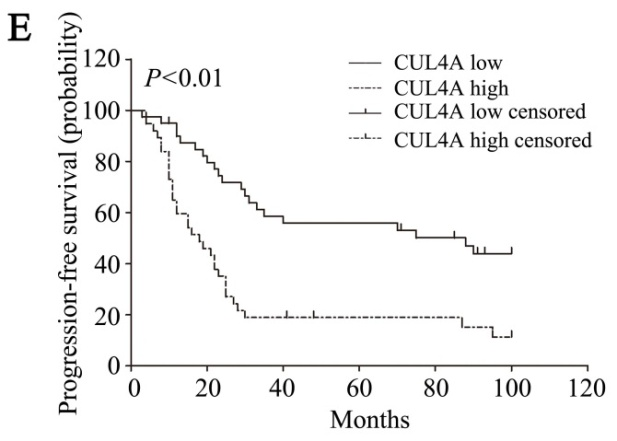 E
Progression-free survival (probability)
P<0.01
CUL4A low
CUL4A high
CUL4A low censored
CUL4A high censored
120
100
80
60
40
20
0
0 20 40 60 80 100 120
Months